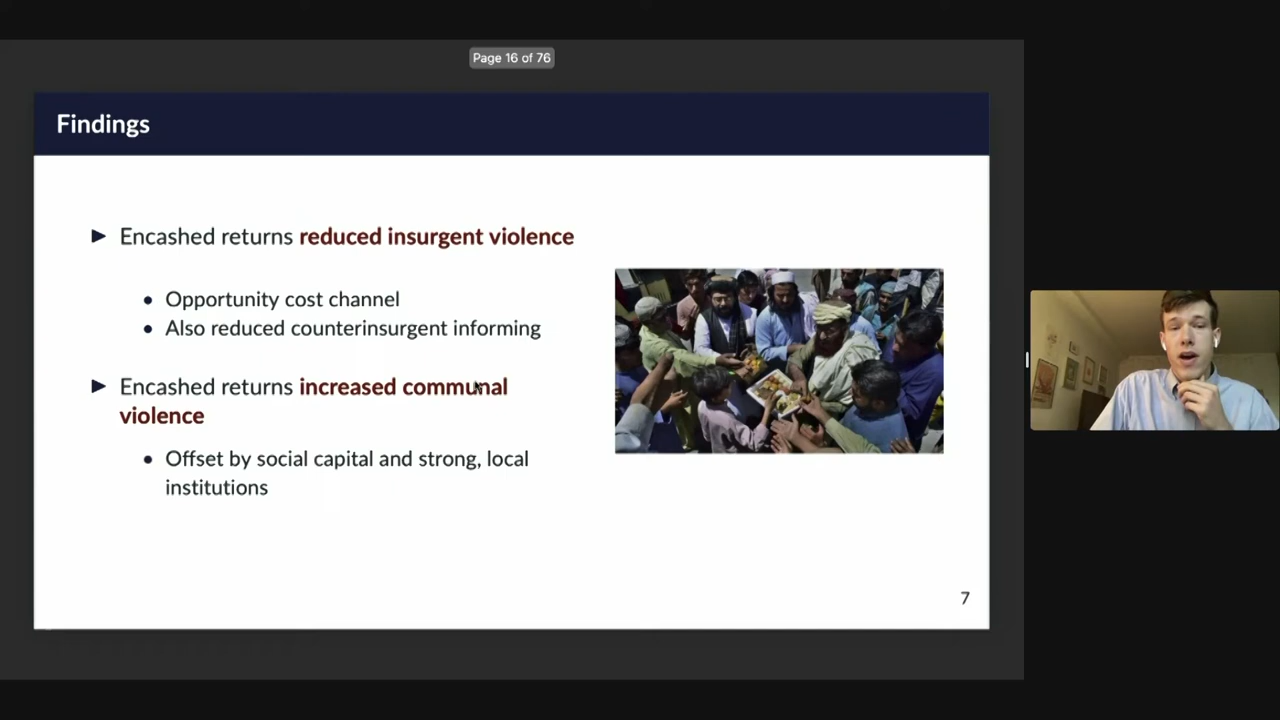 Page 16 of 76
Findings
► Encashed returns reduced insurgent violence
• Opportunity cost channel
• Also reduced counterinsurgent informing
► Encashed returns increased communal
violence
• Offset by social capital and strong, local
institutions
7